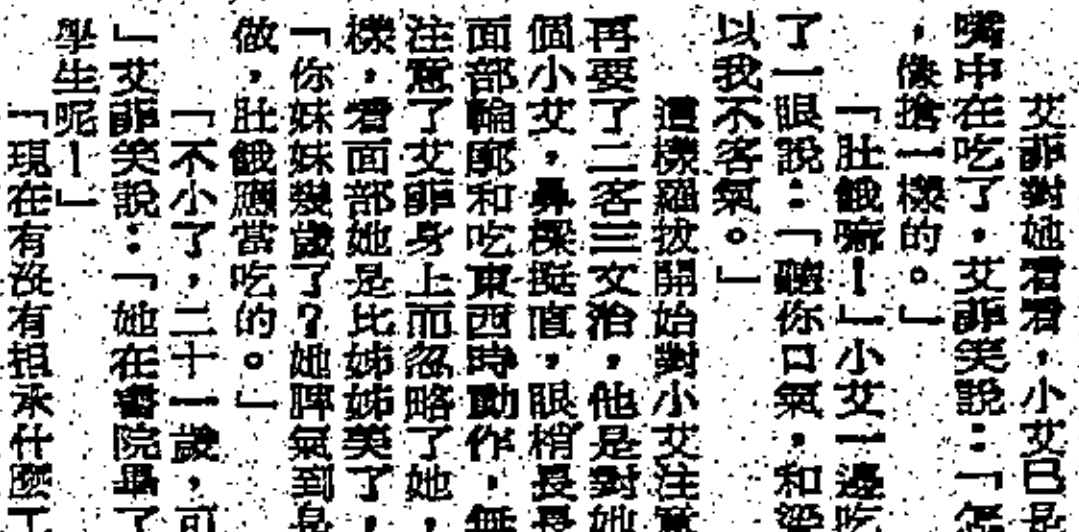 艾菲對她看看，小艾已是
嘴中在吃了，艾菲笑說：「怎
，像搶一樣的。」
「肚餓嘛！」小艾一邊吃
了一眼說：「聽你口氣，和梁
以我不客氣。」
這樣羅拔開始對小艾注意
再要了二客三文治，他是對她
個小艾，鼻樑挺直，眼梢長長
面部輪廓和吃東西時動作，無
注意了艾菲身上而忽略了她，
樣，看面部她是比姊姊美了，
「你妹妹幾歲了？她脾氣到是
做，肚餓應當吃的。」
「不小了，二十一歲，可
」艾菲笑說：「她在書院畢了
學生呢！」
「現在有沒有担承什麼工